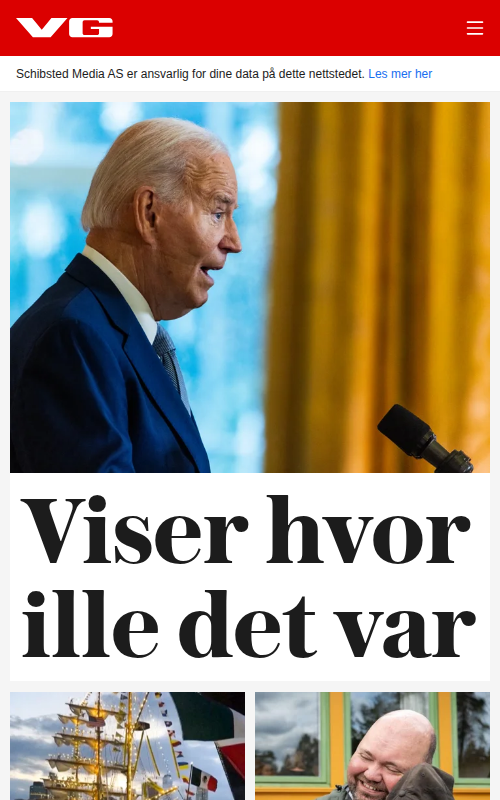 VG
Schibsted Media AS er ansvarlig for dine data på dette nettstedet. Les mer her
Viser hvor
ille det var